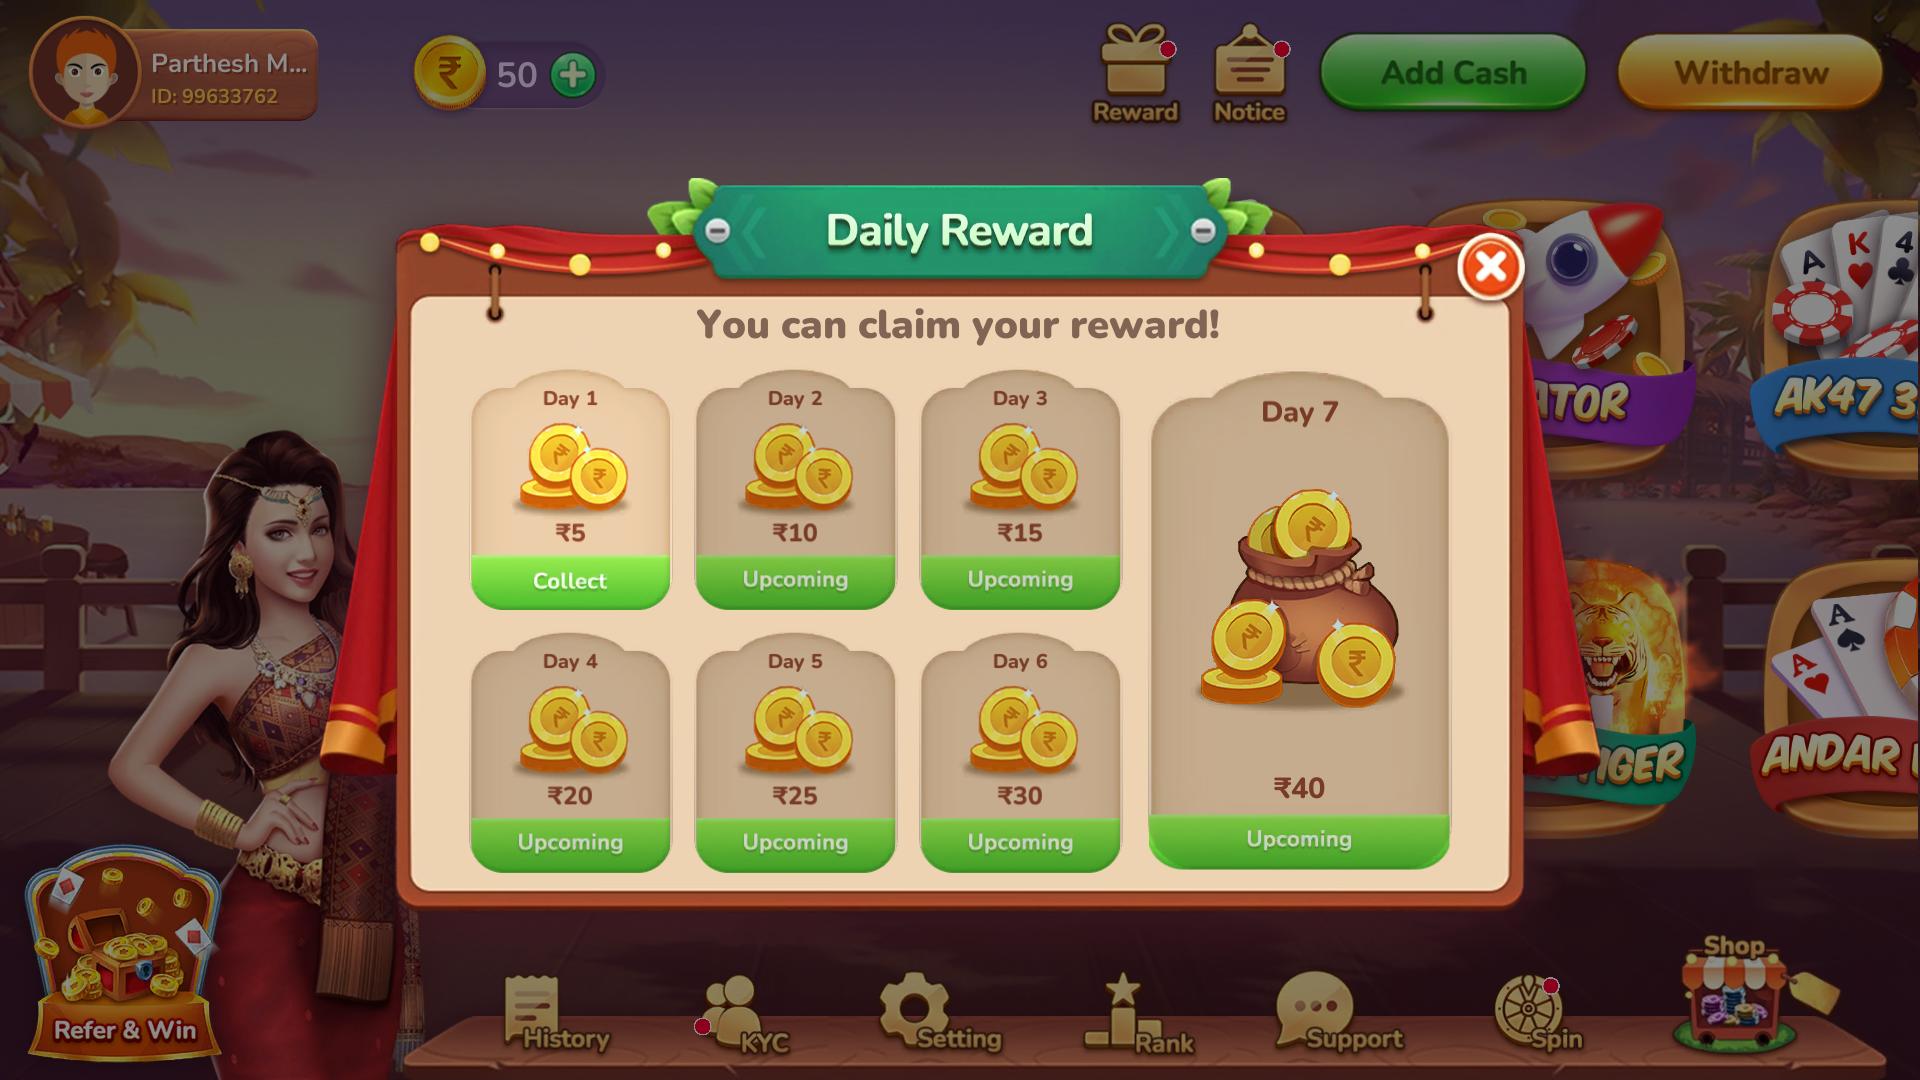 Parthesh M...
ID: 99633762
50
Reward
Notice
Add Cash
Withdraw
Daily Reward
You can claim your reward!
Day 1
₹5
Collect
Day 2
₹10
Upcoming
Day 3
₹15
Upcoming
Day 4
₹20
Upcoming
Day 5
₹25
Upcoming
Day 6
₹30
Upcoming
Day 7
₹40
Upcoming
ATOR
A
K
4
AK47 3
TIGER
A
A
ANDAR
Refer & Win
History
KYC
Setting
Rank
Support
Spin
Shop